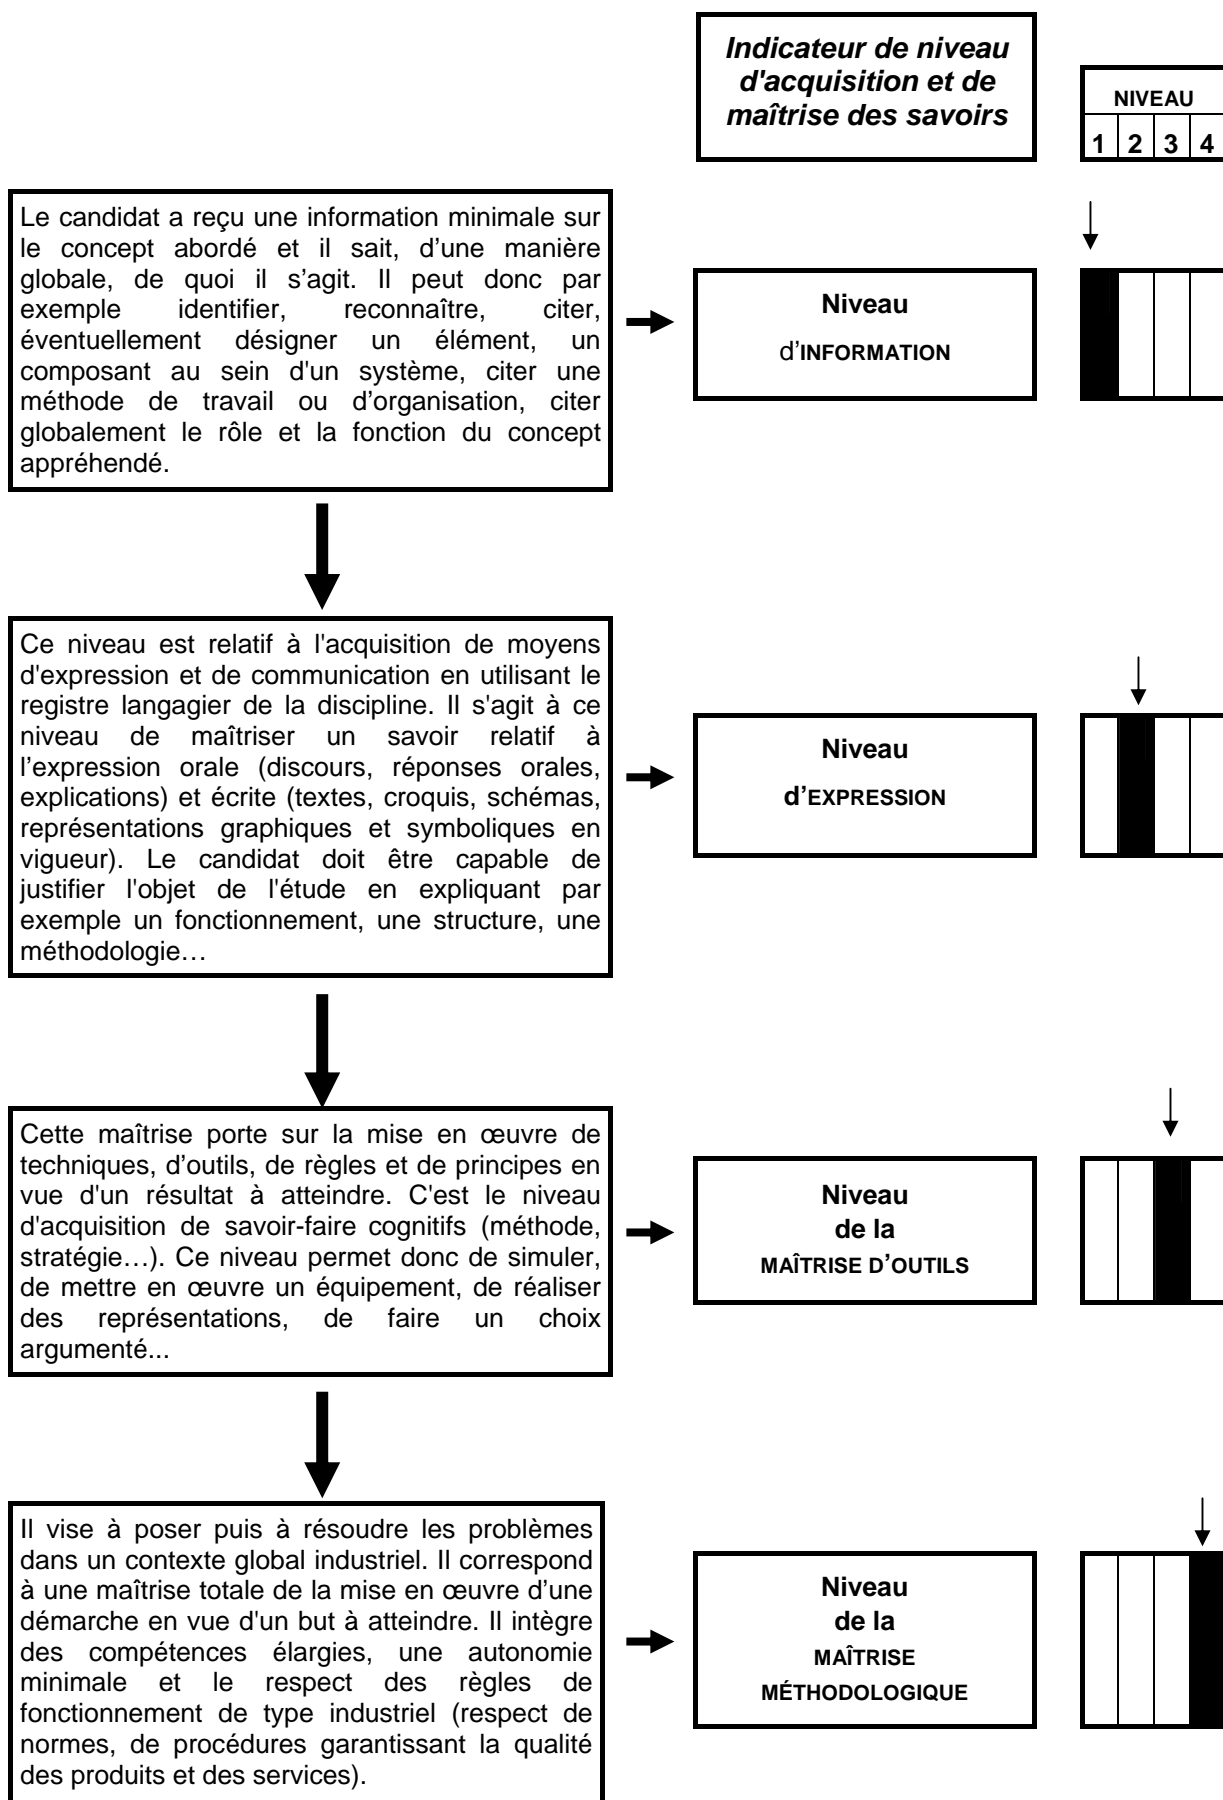 Indicateur de niveau
d'acquisition et de
maîtrise des savoirs
NIVEAU
1 2 3 4
Le candidat a reçu une information minimale sur
le concept abordé et il sait, d’une manière
globale, de quoi il s’agit. Il peut donc par
exemple identifier, reconnaître, citer,
éventuellement désigner un élément, un
composant au sein d'un système, citer une
méthode de travail ou d’organisation, citer
globalement le rôle et la fonction du concept
appréhendé.
Niveau
d’INFORMATION
Ce niveau est relatif à l'acquisition de moyens
d'expression et de communication en utilisant le
registre langagier de la discipline. Il s'agit à ce
niveau de maîtriser un savoir relatif à
l’expression orale (discours, réponses orales,
explications) et écrite (textes, croquis, schémas,
représentations graphiques et symboliques en
vigueur). Le candidat doit être capable de
justifier l'objet de l'étude en expliquant par
exemple un fonctionnement, une structure, une
méthodologie…
Niveau
d’EXPRESSION
Cette maîtrise porte sur la mise en œuvre de
techniques, d’outils, de règles et de principes en
vue d'un résultat à atteindre. C'est le niveau
d'acquisition de savoir-faire cognitifs (méthode,
stratégie…). Ce niveau permet donc de simuler,
de mettre en œuvre un équipement, de réaliser
des représentations, de faire un choix
argumenté...
Niveau
de la
MAÎTRISE D’OUTILS
Il vise à poser puis à résoudre les problèmes
dans un contexte global industriel. Il correspond
à une maîtrise totale de la mise en œuvre d’une
démarche en vue d'un but à atteindre. Il intègre
des compétences élargies, une autonomie
minimale et le respect des règles de
fonctionnement de type industriel (respect de
normes, de procédures garantissant la qualité
des produits et des services).
Niveau
de la
MAÎTRISE
MÉTHODOLOGIQUE